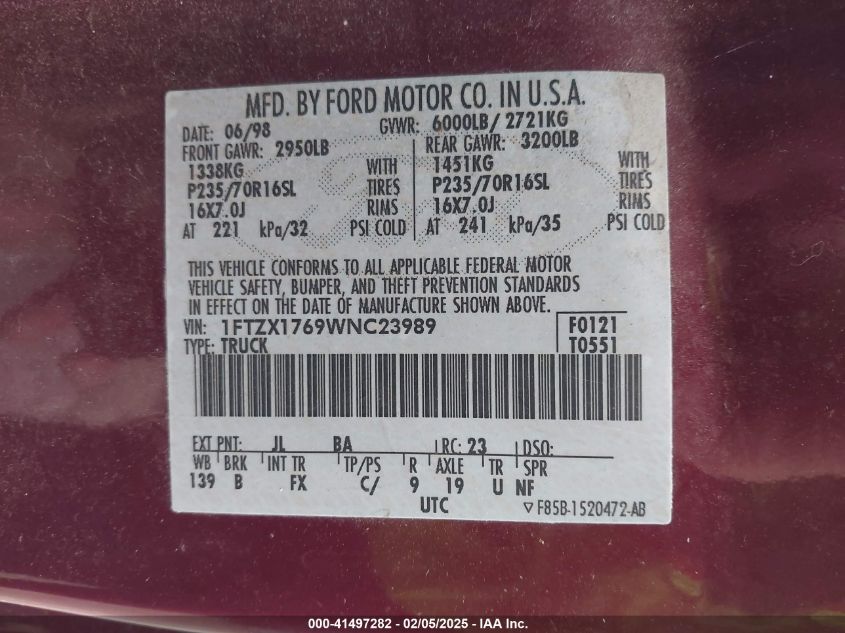 MFD. BY FORD MOTOR CO. IN U.S.A.
DATE: 06/98 GVWR: 6000LB/ 2721KG
FRONT GAWR: 2950LB REAR GAWR: 3200LB
1338KG WITH 1451KG WITH
P235/70R16SL TIRES P235/70R16SL TIRES
16X7.0J RIMS 16X7.0J RIMS
AT 221 kPa/32 PSI COLD AT 241 kPa/35 PSI COLD
THIS VEHICLE CONFORMS TO ALL APPLICABLE FEDERAL MOTOR
VEHICLE SAFETY, BUMPER, AND THEFT PREVENTION STANDARDS
IN EFFECT ON THE DATE OF MANUFACTURE SHOWN ABOVE.
VIN: 1FTZX1769WNC23989 F0121
TYPE: TRUCK T0551
EXT PNT: JL BA RC: 23 DSO:
WB BRK INT TR TP/PS R AXLE TR SPR
139 B FX C/ 9 19 U NF
UTC ▽F85B-1520472-AB
000-41497282 - 02/05/2025 - IAA Inc.